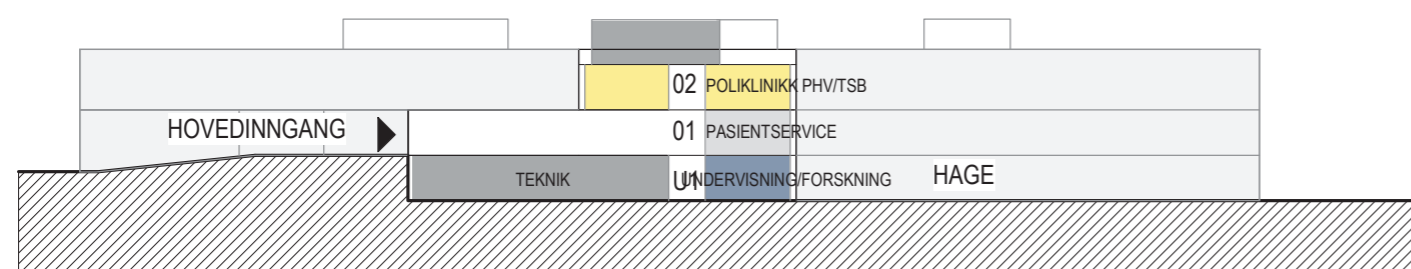 02 POLIKLINIKK PHV/TSB
HOVEDINNGANG 01 PASIENTSERVICE
TEKNIK U1 UNDERVISNING/FORSKNING HAGE